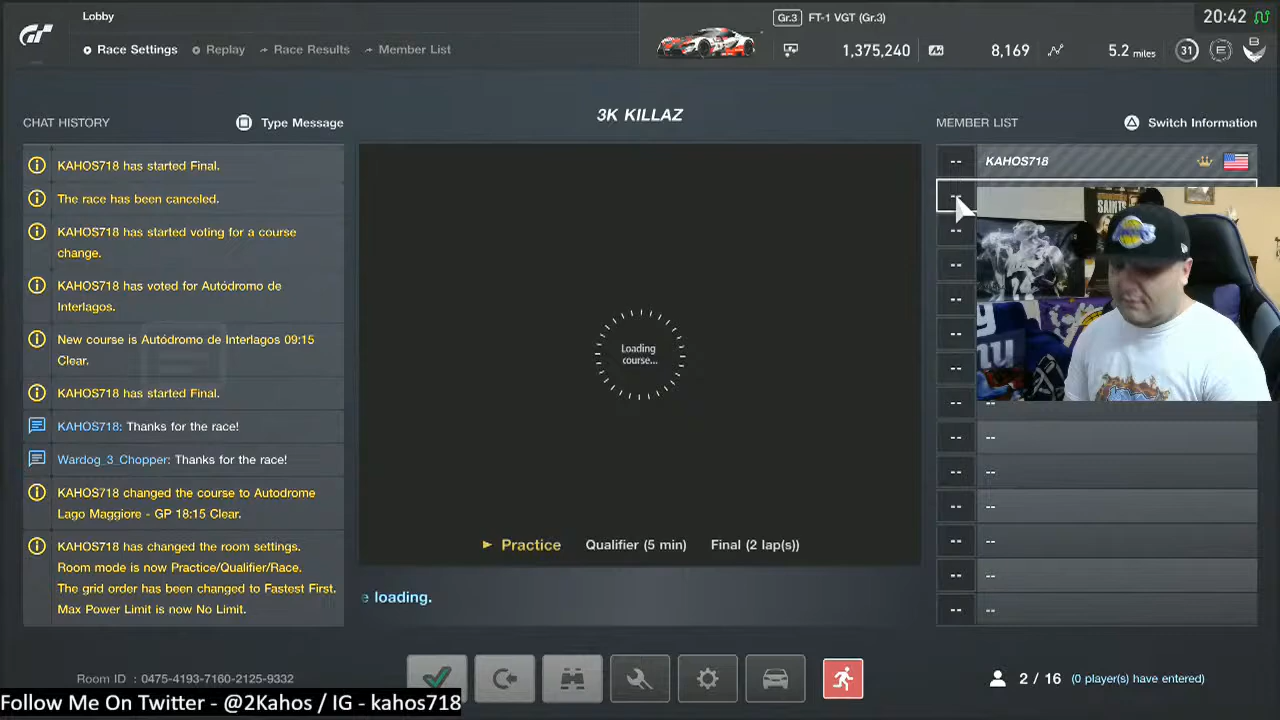 Lobby
Gr.3 FT-1 VGT (Gr.3)
20:42
Race Settings Replay Race Results Member List
1,375,240 8,169 5.2 miles 31 E B
3K KILLAZ
CHAT HISTORY Type Message
MEMBER LIST Switch Information
KAHOS718 has started Final.
The race has been canceled.
KAHOS718 has started voting for a course
change.
KAHOS718 has voted for Autódromo de
Interlagos.
New course is Autódromo de Interlagos 09:15
Clear.
KAHOS718 has started Final.
KAHOS718: Thanks for the race!
Wardog_3_Chopper: Thanks for the race!
KAHOS718 changed the course to Autodrome
Lago Maggiore - GP 18:15 Clear.
KAHOS718 has changed the room settings.
Room mode is now Practice/Qualifier/Race.
The grid order has been changed to Fastest First.
Max Power Limit is now No Limit.
Loading
course...
Practice Qualifier (5 min) Final (2 lap(s))
e loading.
-- KAHOS718
--
--
--
--
--
--
-- --
-- --
-- --
-- --
-- --
-- --
-- --
SAINTS
Room ID : 0475-4193-7160-2125-9332
2 / 16 (0 player(s) have entered)
Follow Me On Twitter - @2Kahos / IG - kahos718